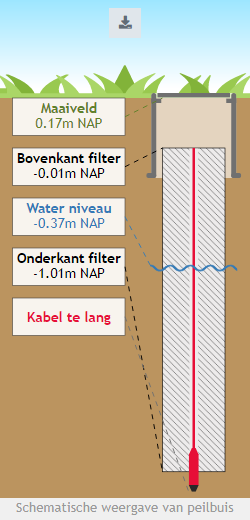 Maaiveld
0.17m NAP
Bovenkant filter
-0.01m NAP
Water niveau
-0.37m NAP
Onderkant filter
-1.01m NAP
Kabel te lang
Schematische weergave van peilbuis